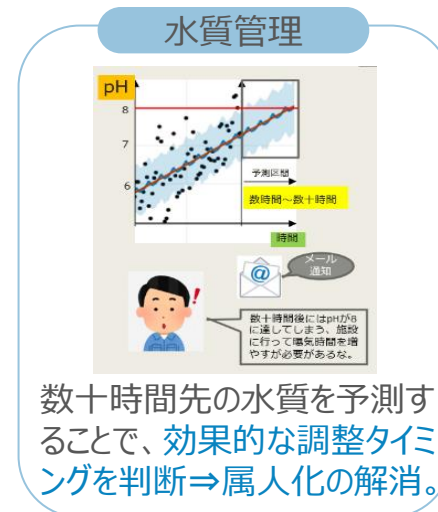 水質管理
pH
8
7
6
予測区間
数時間～数十時間
時間
@
メール
通知
!
数十時間後にはpHが8
に達してしまう、施設
に行って曝気時間を増
やすが必要があるな。
数十時間先の水質を予測す
ることで、効果的な調整タイミ
ングを判断⇒属人化の解消。